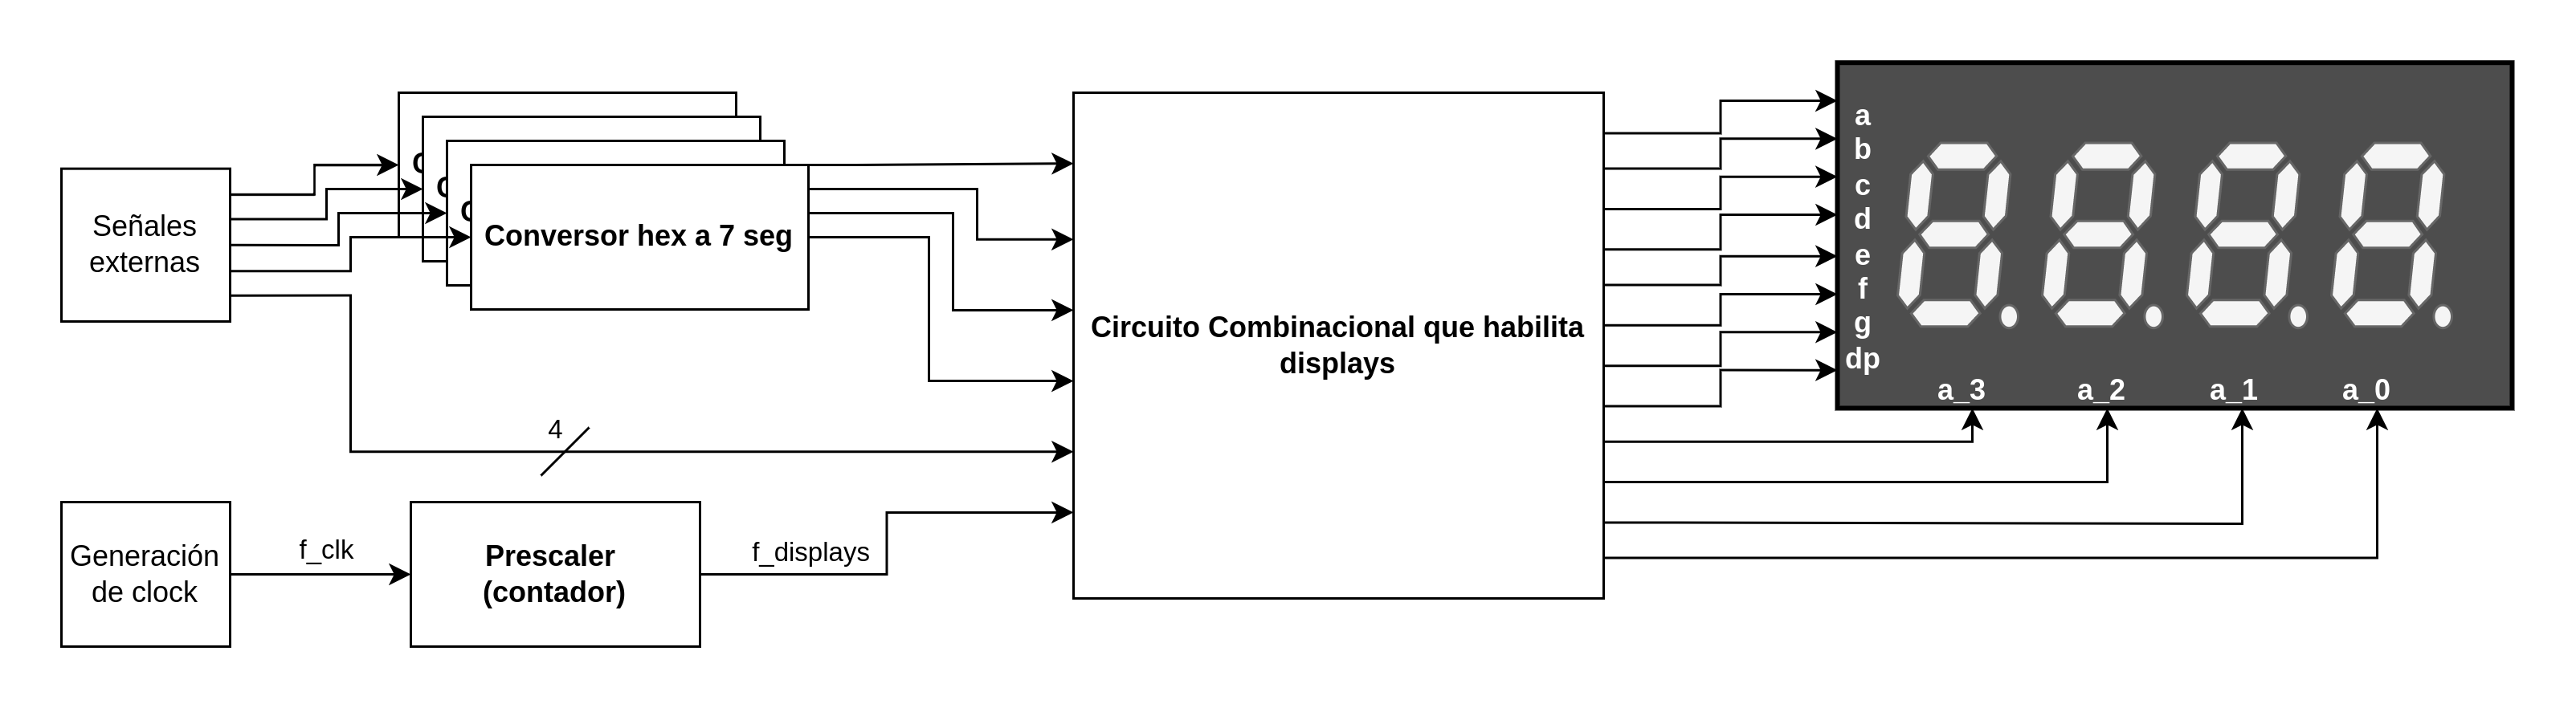 Señales
externas
C
C
C
Conversor hex a 7 seg
4
Generación
de clock
f_clk
Prescaler
(contador)
f_displays
Circuito Combinacional que habilita
displays
a
b
c
d
e
f
g
dp
a_3
a_2
a_1
a_0